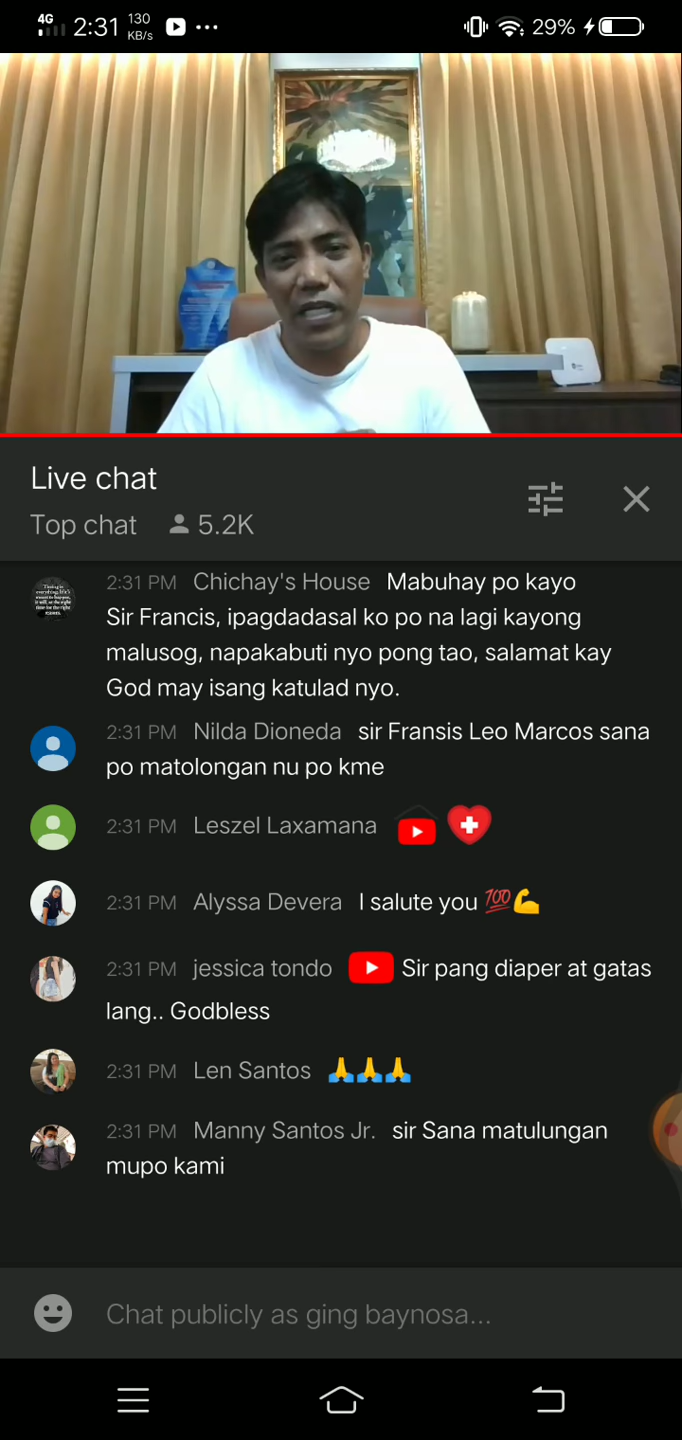 4G 2:31 130 KB/s ... 29%
Live chat
Top chat 5.2K
2:31 PM Chichay's House Mabuhay po kayo
Sir Francis, ipagdadasal ko po na lagi kayong
malusog, napakabuti nyo pong tao, salamat kay
God may isang katulad nyo.
2:31 PM Nilda Dioneda sir Fransis Leo Marcos sana
po matolongan nu po kme
2:31 PM Leszel Laxamana
2:31 PM Alyssa Devera I salute you 💯💪
2:31 PM jessica tondo Sir pang diaper at gatas
lang.. Godbless
2:31 PM Len Santos 🙏🙏🙏
2:31 PM Manny Santos Jr. sir Sana matulungan
mupo kami
Chat publicly as ging baynosa...